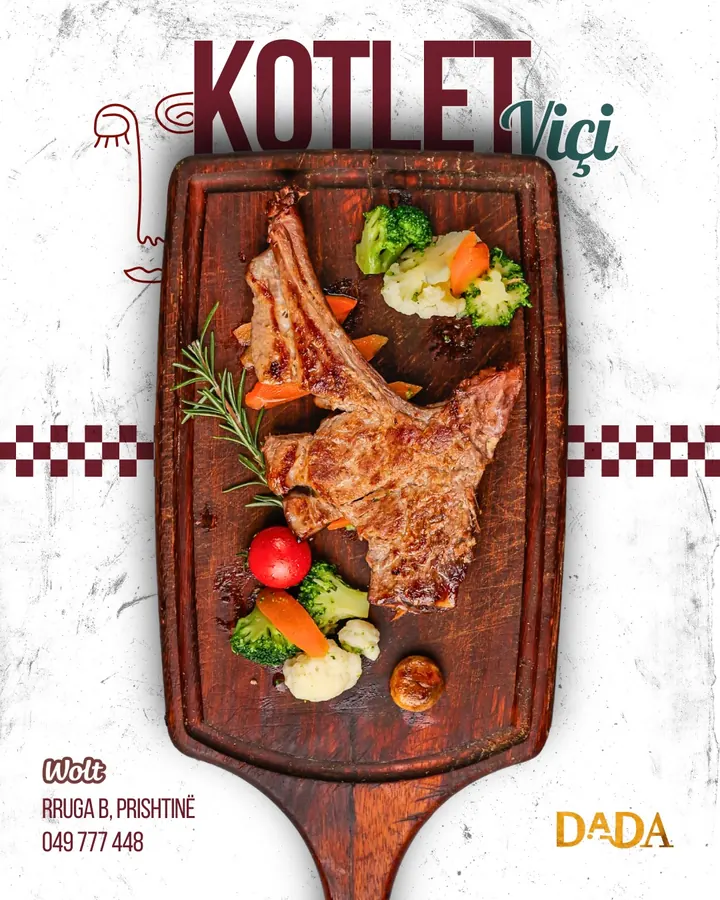 KOTLET
Viçi
Wolt
RRUGA B, PRISHTINË
049 777 448
DADA